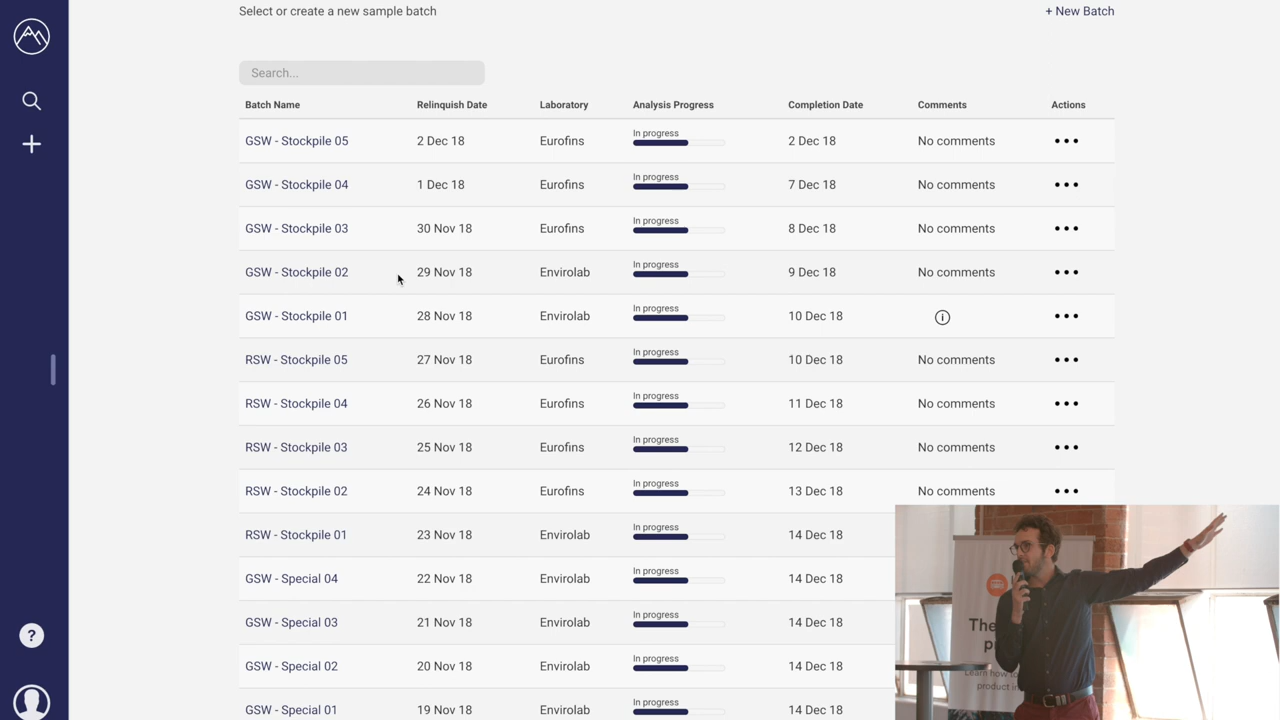 Select or create a new sample batch + New Batch
Search...
Batch Name Relinquish Date Laboratory Analysis Progress Completion Date Comments Actions
GSW - Stockpile 05 2 Dec 18 Eurofins In progress 2 Dec 18 No comments
GSW - Stockpile 04 1 Dec 18 Eurofins In progress 7 Dec 18 No comments
GSW - Stockpile 03 30 Nov 18 Eurofins In progress 8 Dec 18 No comments
GSW - Stockpile 02 29 Nov 18 Envirolab In progress 9 Dec 18 No comments
GSW - Stockpile 01 28 Nov 18 Envirolab In progress 10 Dec 18
RSW - Stockpile 05 27 Nov 18 Eurofins In progress 10 Dec 18 No comments
RSW - Stockpile 04 26 Nov 18 Eurofins In progress 11 Dec 18 No comments
RSW - Stockpile 03 25 Nov 18 Eurofins In progress 12 Dec 18 No comments
RSW - Stockpile 02 24 Nov 18 Eurofins In progress 13 Dec 18 No comments
RSW - Stockpile 01 23 Nov 18 Envirolab In progress 14 Dec 18
GSW - Special 04 22 Nov 18 Envirolab In progress 14 Dec 18
GSW - Special 03 21 Nov 18 Envirolab In progress 14 Dec 18
GSW - Special 02 20 Nov 18 Envirolab In progress 14 Dec 18
GSW - Special 01 19 Nov 18 Envirolab In progress 14 Dec 18
The
p
Learn how to
product in